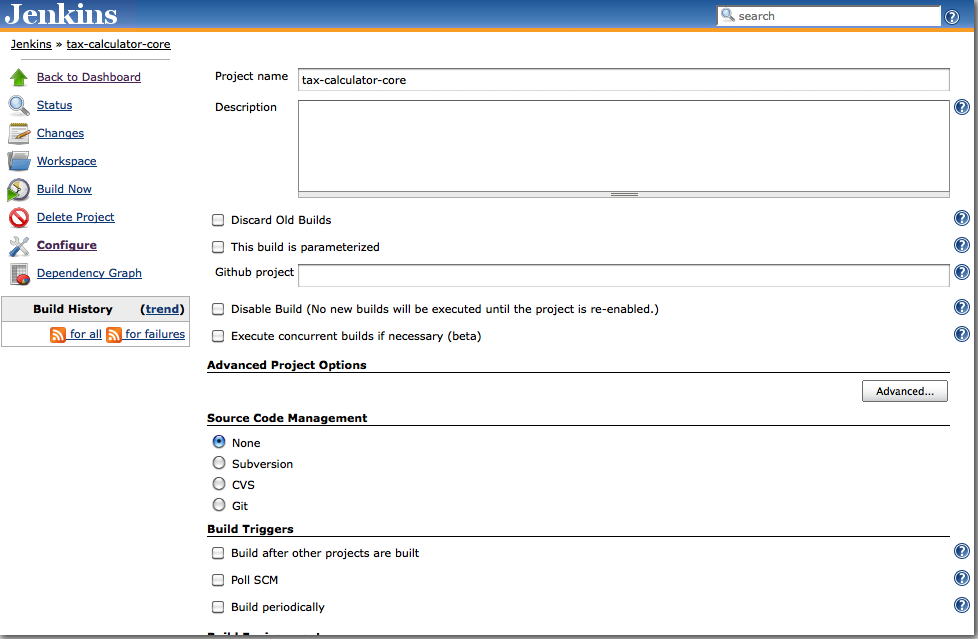 Jenkins
search
Jenkins » tax-calculator-core
Back to Dashboard
Status
Changes
Workspace
Build Now
Delete Project
Configure
Dependency Graph
Build History (trend)
for all for failures
Project name tax-calculator-core
Description
Discard Old Builds
This build is parameterized
Github project
Disable Build (No new builds will be executed until the project is re-enabled.)
Execute concurrent builds if necessary (beta)
Advanced Project Options
Advanced...
Source Code Management
None
Subversion
CVS
Git
Build Triggers
Build after other projects are built
Poll SCM
Build periodically